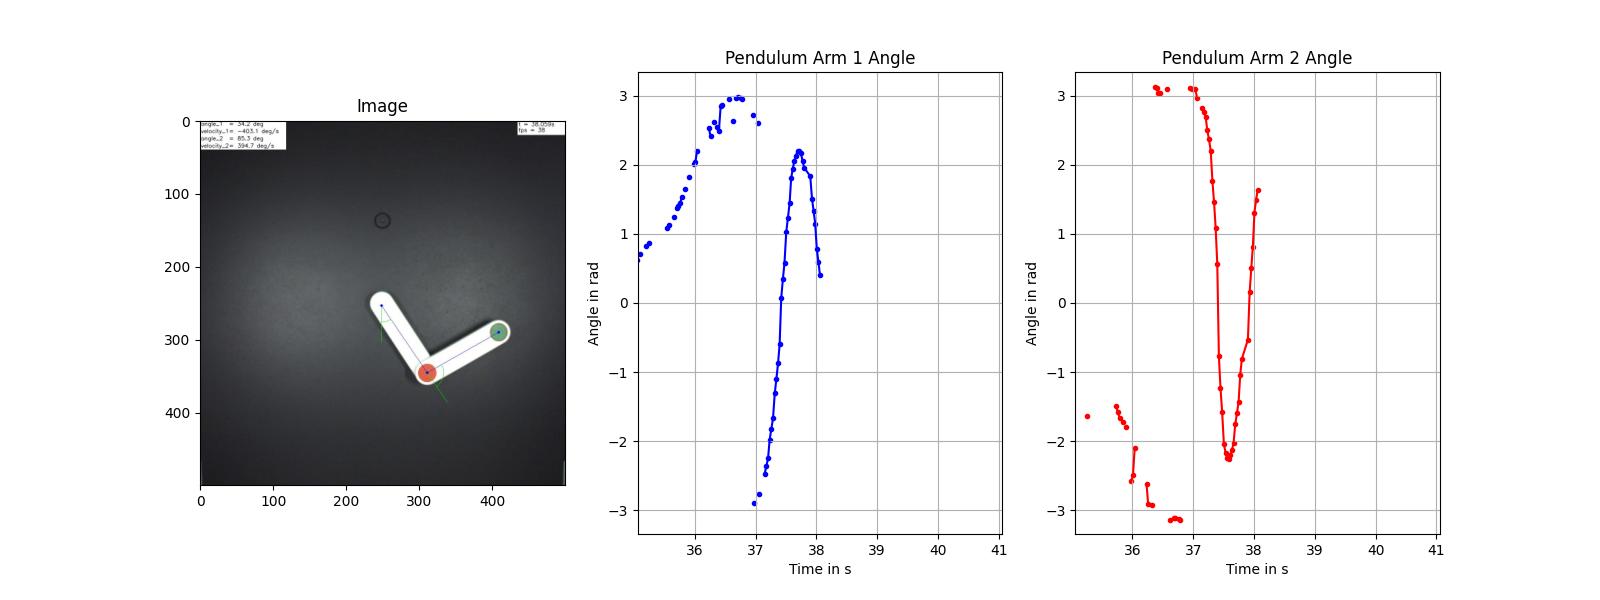 Image
0
100
200
300
400
0
100
200
300
400
angle_1 = 34.2 deg
velocity_1= -403.1 deg/s
angle_2 = 85.3 deg
velocity_2= 394.7 deg/s
t = 38.059s
fps = 38
Pendulum Arm 1 Angle
Angle in rad
3
2
1
0
−1
−2
−3
36
37
38
39
40
41
Time in s
Pendulum Arm 2 Angle
Angle in rad
3
2
1
0
−1
−2
−3
36
37
38
39
40
41
Time in s